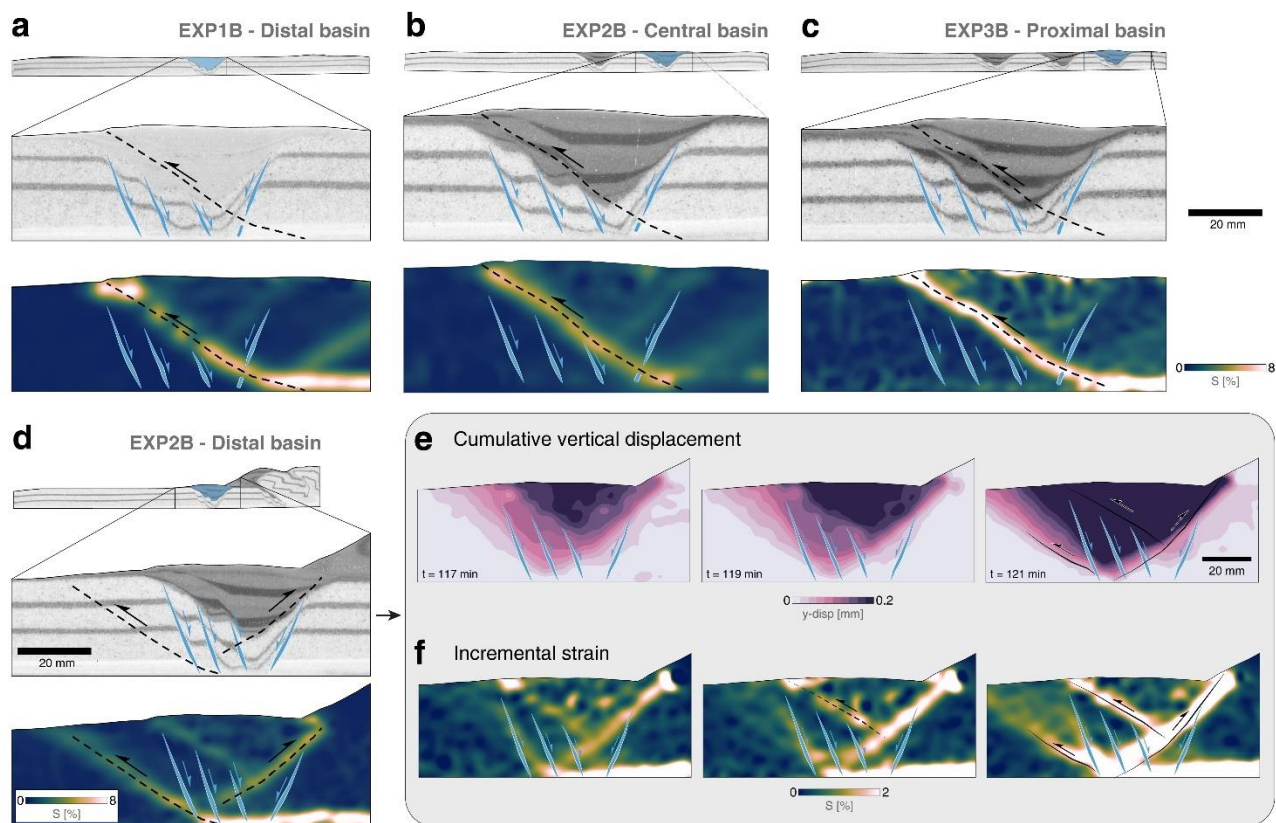 a
EXP1B - Distal basin
b
EXP2B - Central basin
c
EXP3B - Proximal basin
20 mm
0
8
S [%]
d
EXP2B - Distal basin
20 mm
0
8
S [%]
e
Cumulative vertical displacement
t = 117 min
t = 119 min
t = 121 min
20 mm
0
0.2
y-disp [mm]
f
Incremental strain
0
2
S [%]